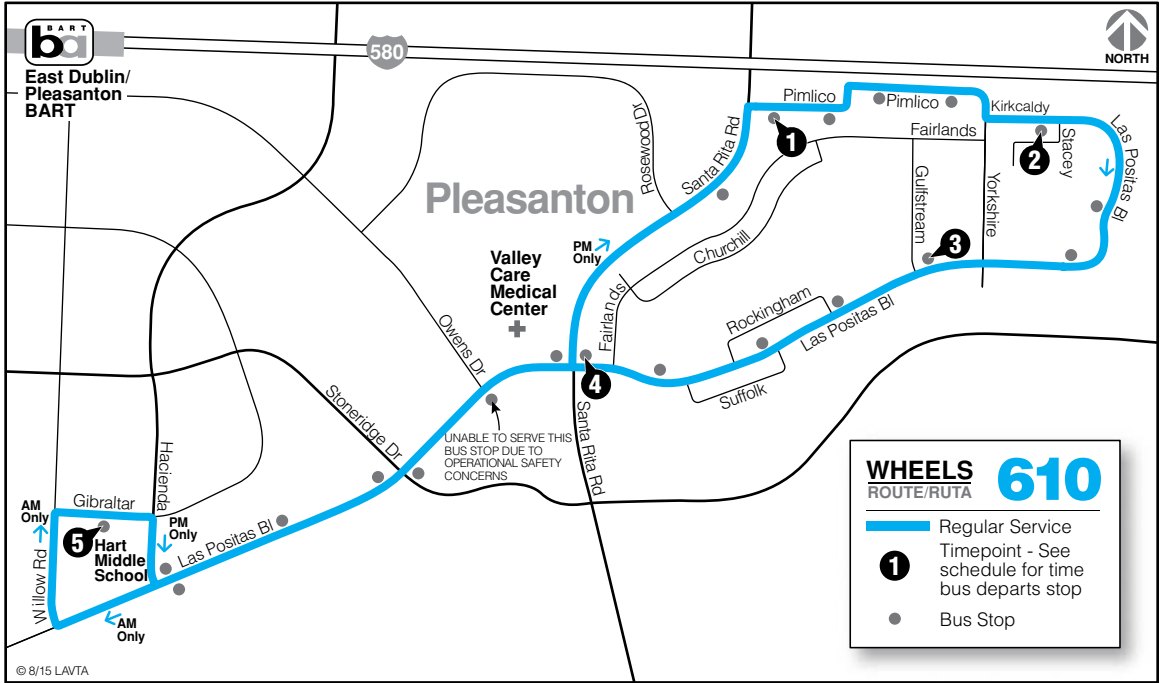 BART
ba
East Dublin/
Pleasanton
BART
580
NORTH
Pimlico
Pimlico
Kirkcaldy
Fairlands
Stacey
Las Positas Bl
Rosewood Dr
Santa Rita Rd
1
2
Gulfstream
Yorkshire
Pleasanton
Churchill
3
PM
Only
Valley
Care
Medical
Center
Fairlands
Rockingham
Las Positas Bl
Owens Dr
4
Suffolk
Stoneridge Dr
Santa Rita Rd
UNABLE TO SERVE THIS
BUS STOP DUE TO
OPERATIONAL SAFETY
CONCERNS
Hacienda
Gibraltar
AM
Only
PM
Only
5
Hart
Middle
School
Las Positas Bl
Willow Rd
AM
Only
WHEELS
ROUTE/RUTA
610
Regular Service
1
Timepoint - See
schedule for time
bus departs stop
Bus Stop
© 8/15 LAVTA